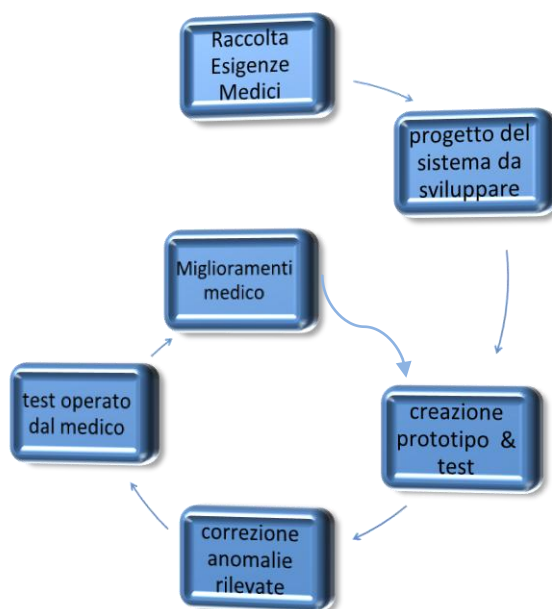 Raccolta
Esigenze
Medici
progetto del
sistema da
sviluppare
Miglioramenti
medico
test operato
dal medico
creazione
prototipo & 
test
correzione
anomalie
rilevate